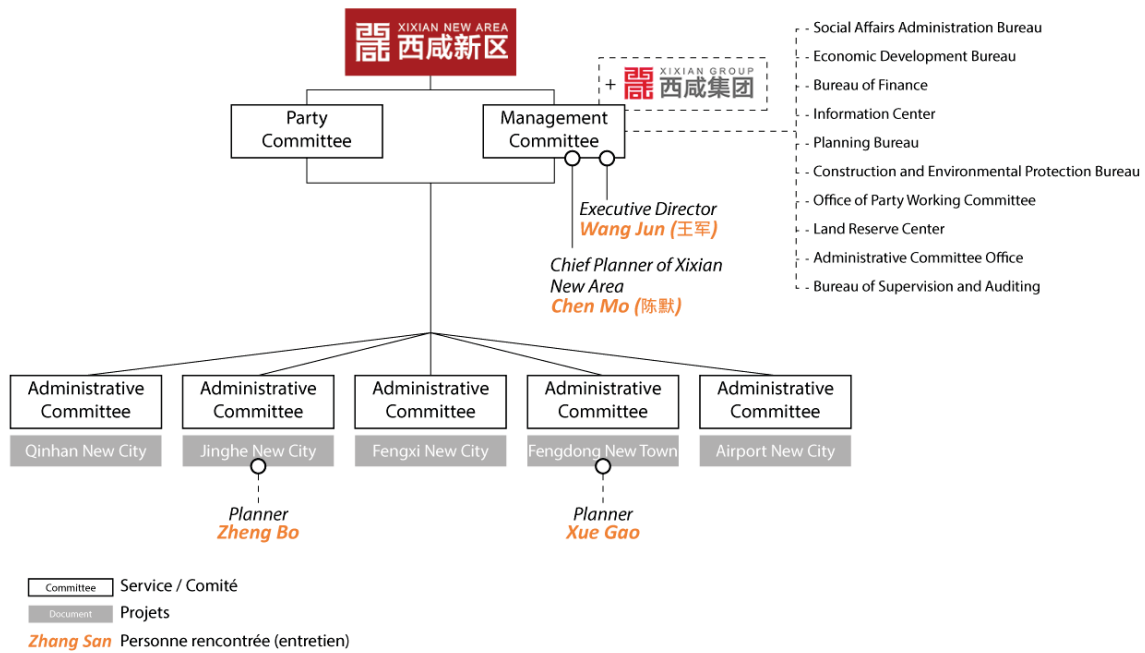 XIXIAN NEW AREA
西咸新区
+
XIXIAN GROUP
西咸集团
Party
Committee
Management
Committee
- Social Affairs Administration Bureau
- Economic Development Bureau
- Bureau of Finance
- Information Center
- Planning Bureau
- Construction and Environmental Protection Bureau
- Office of Party Working Committee
- Land Reserve Center
- Administrative Committee Office
- Bureau of Supervision and Auditing
Executive Director
Wang Jun (王军)
Chief Planner of Xixian
New Area
Chen Mo (陈默)
Administrative
Committee
Qinhan New City
Administrative
Committee
Jinghe New City
Administrative
Committee
Fengxi New City
Administrative
Committee
Fengdong New Town
Administrative
Committee
Airport New City
Planner
Zheng Bo
Planner
Xue Gao
Committee Service / Comité
Document Projets
Zhang San Personne rencontrée (entretien)